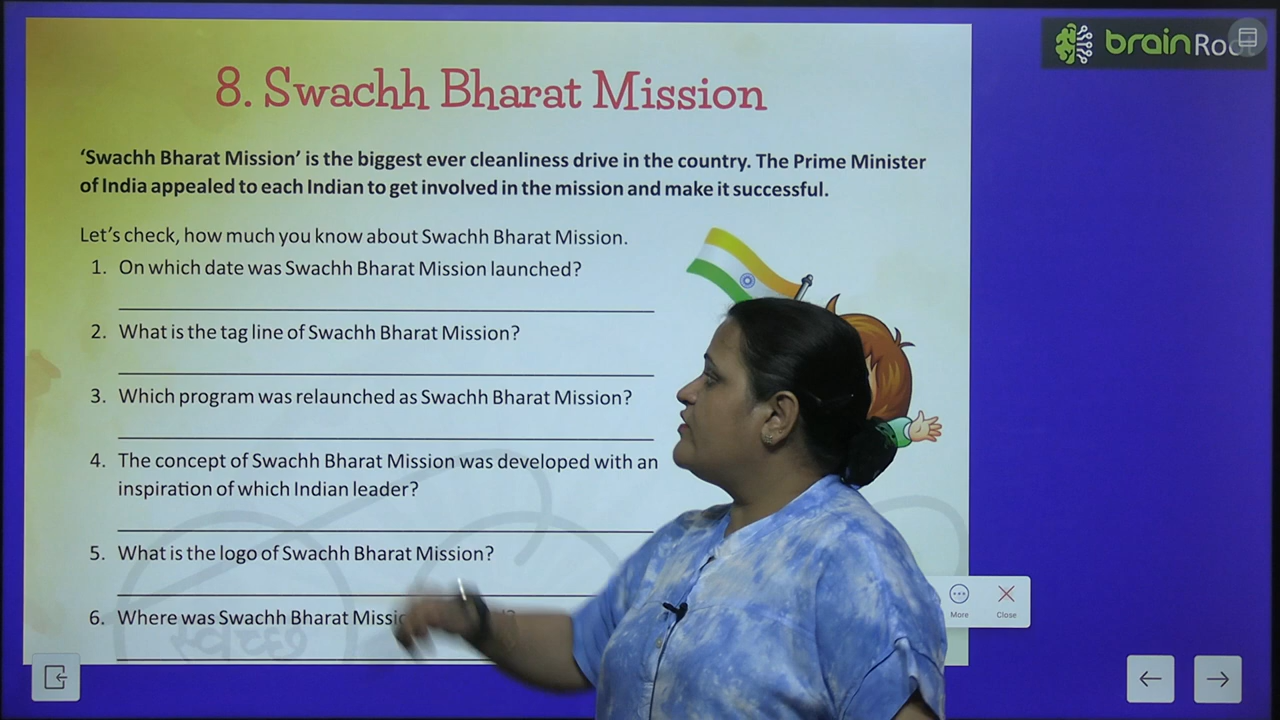 brainRoot
8. Swachh Bharat Mission
‘Swachh Bharat Mission’ is the biggest ever cleanliness drive in the country. The Prime Minister
of India appealed to each Indian to get involved in the mission and make it successful.
Let’s check, how much you know about Swachh Bharat Mission.
1. On which date was Swachh Bharat Mission launched?
2. What is the tag line of Swachh Bharat Mission?
3. Which program was relaunched as Swachh Bharat Mission?
4. The concept of Swachh Bharat Mission was developed with an
inspiration of which Indian leader?
5. What is the logo of Swachh Bharat Mission?
6. Where was Swachh Bharat
स्वच्छ
More Close